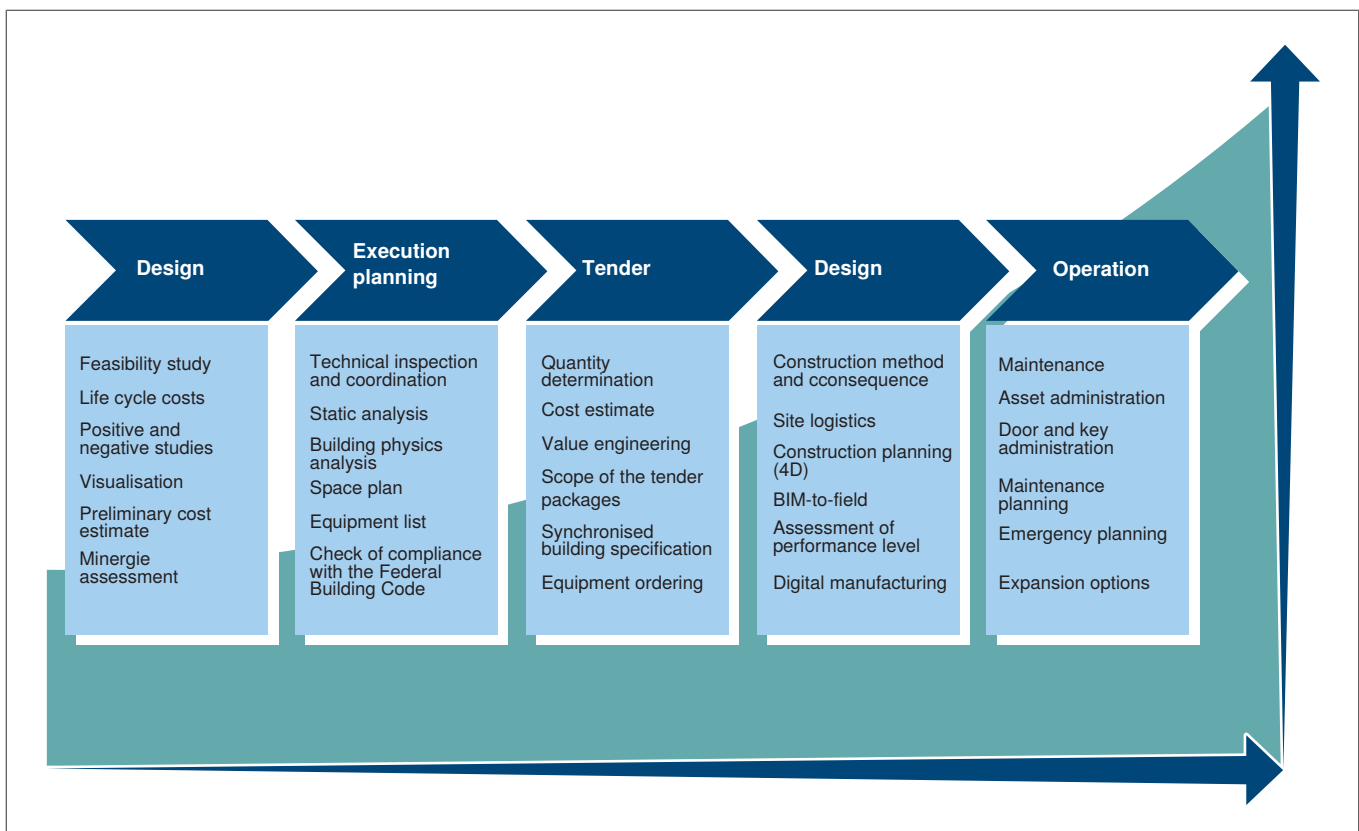 Design
Execution
planning
Tender
Design
Operation
Feasibility study
Life cycle costs
Positive and
negative studies
Visualisation
Preliminary cost
estimate
Minergie
assessment
Technical inspection
and coordination
Static analysis
Building physics
analysis
Space plan
Equipment list
Check of compliance
with the Federal
Building Code
Quantity
determination
Cost estimate
Value engineering
Scope of the tender
packages
Synchronised
building specification
Equipment ordering
Construction method
and cconsequence
Site logistics
Construction planning
(4D)
BIM-to-field
Assessment of
performance level
Digital manufacturing
Maintenance
Asset administration
Door and key
administration
Maintenance
planning
Emergency planning
Expansion options